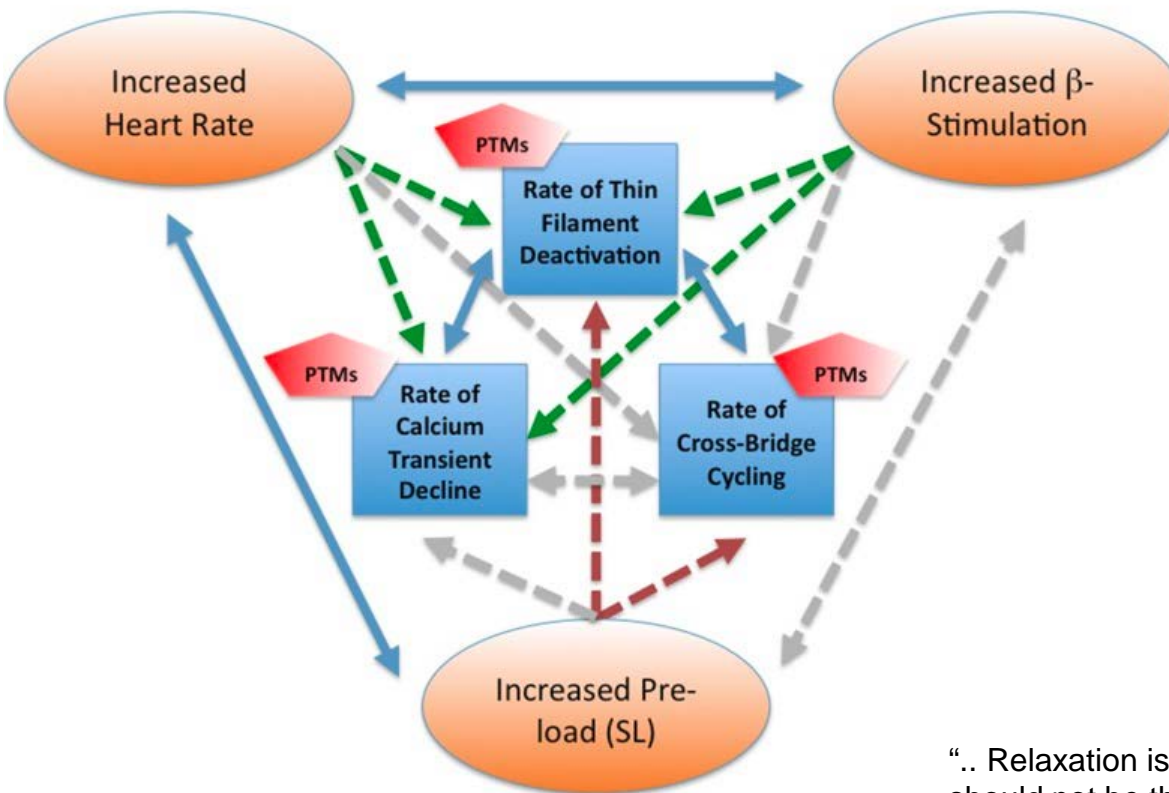 Increased
Heart Rate
Increased β-
Stimulation
PTMs
Rate of Thin
Filament
Deactivation
PTMs
Rate of
Calcium
Transient
Decline
PTMs
Rate of
Cross-Bridge
Cycling
Increased Pre-
load (SL)
“.. Relaxation is
should not be th